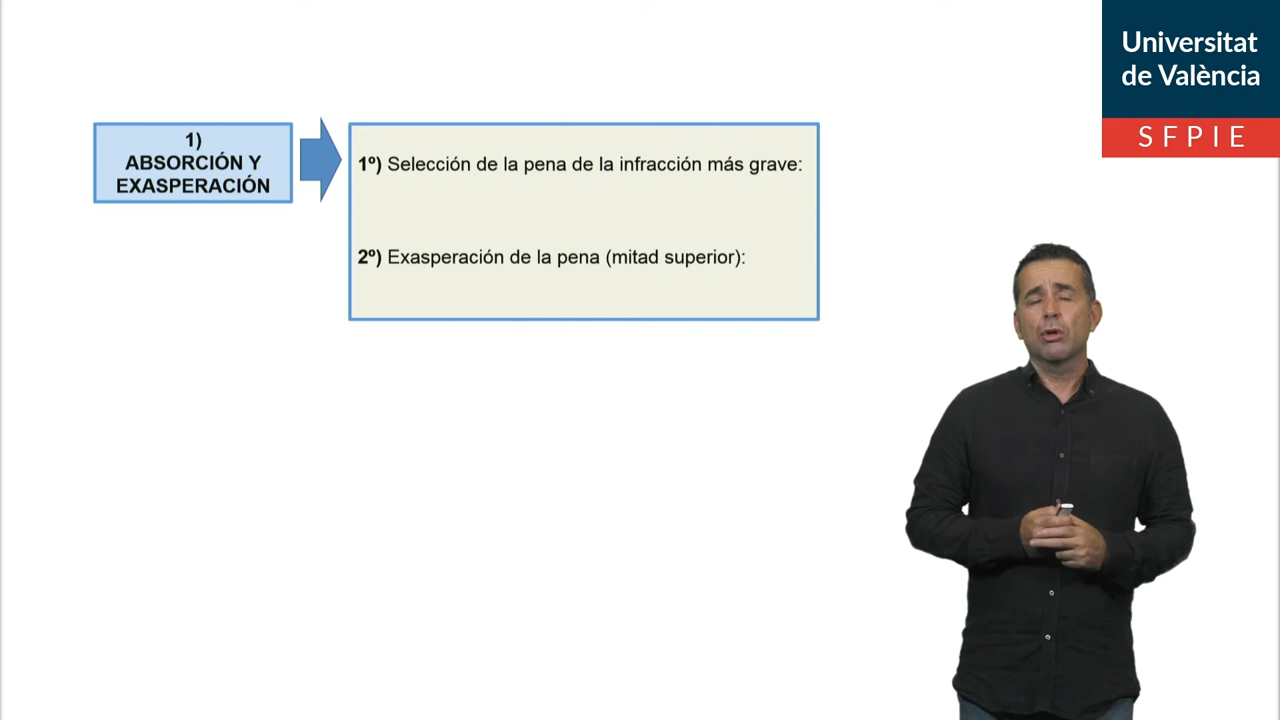 Universitat
de València
SFPIE
1)
ABSORCIÓN Y
EXASPERACIÓN
1º) Selección de la pena de la infracción más grave:
2º) Exasperación de la pena (mitad superior):